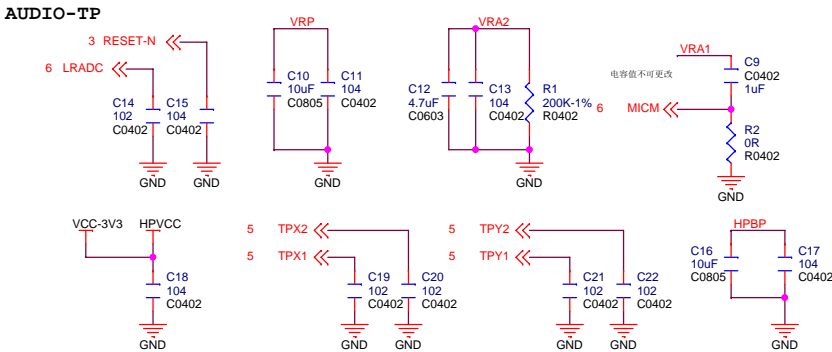 AUDIO-TP
3 RESET-N
6 LRADC
C14
102
C0402
C15
104
C0402
GND
GND
VRP
C10
10uF
C0805
C11
104
C0402
GND
VRA2
C12
4.7uF
C0603
C13
104
C0402
R1
200K-1%
R0402
GND
VRA1
电容值不可更改
C9
C0402
1uF
6 MICM
R2
0R
R0402
GND
VCC-3V3 HPVCC
C18
104
C0402
GND
5 TPX2
5 TPX1
C19
102
C0402
C20
102
C0402
GND
GND
5 TPY2
5 TPY1
C21
102
C0402
C22
102
C0402
GND
GND
HPBP
C16
10uF
C0805
C17
104
C0402
GND